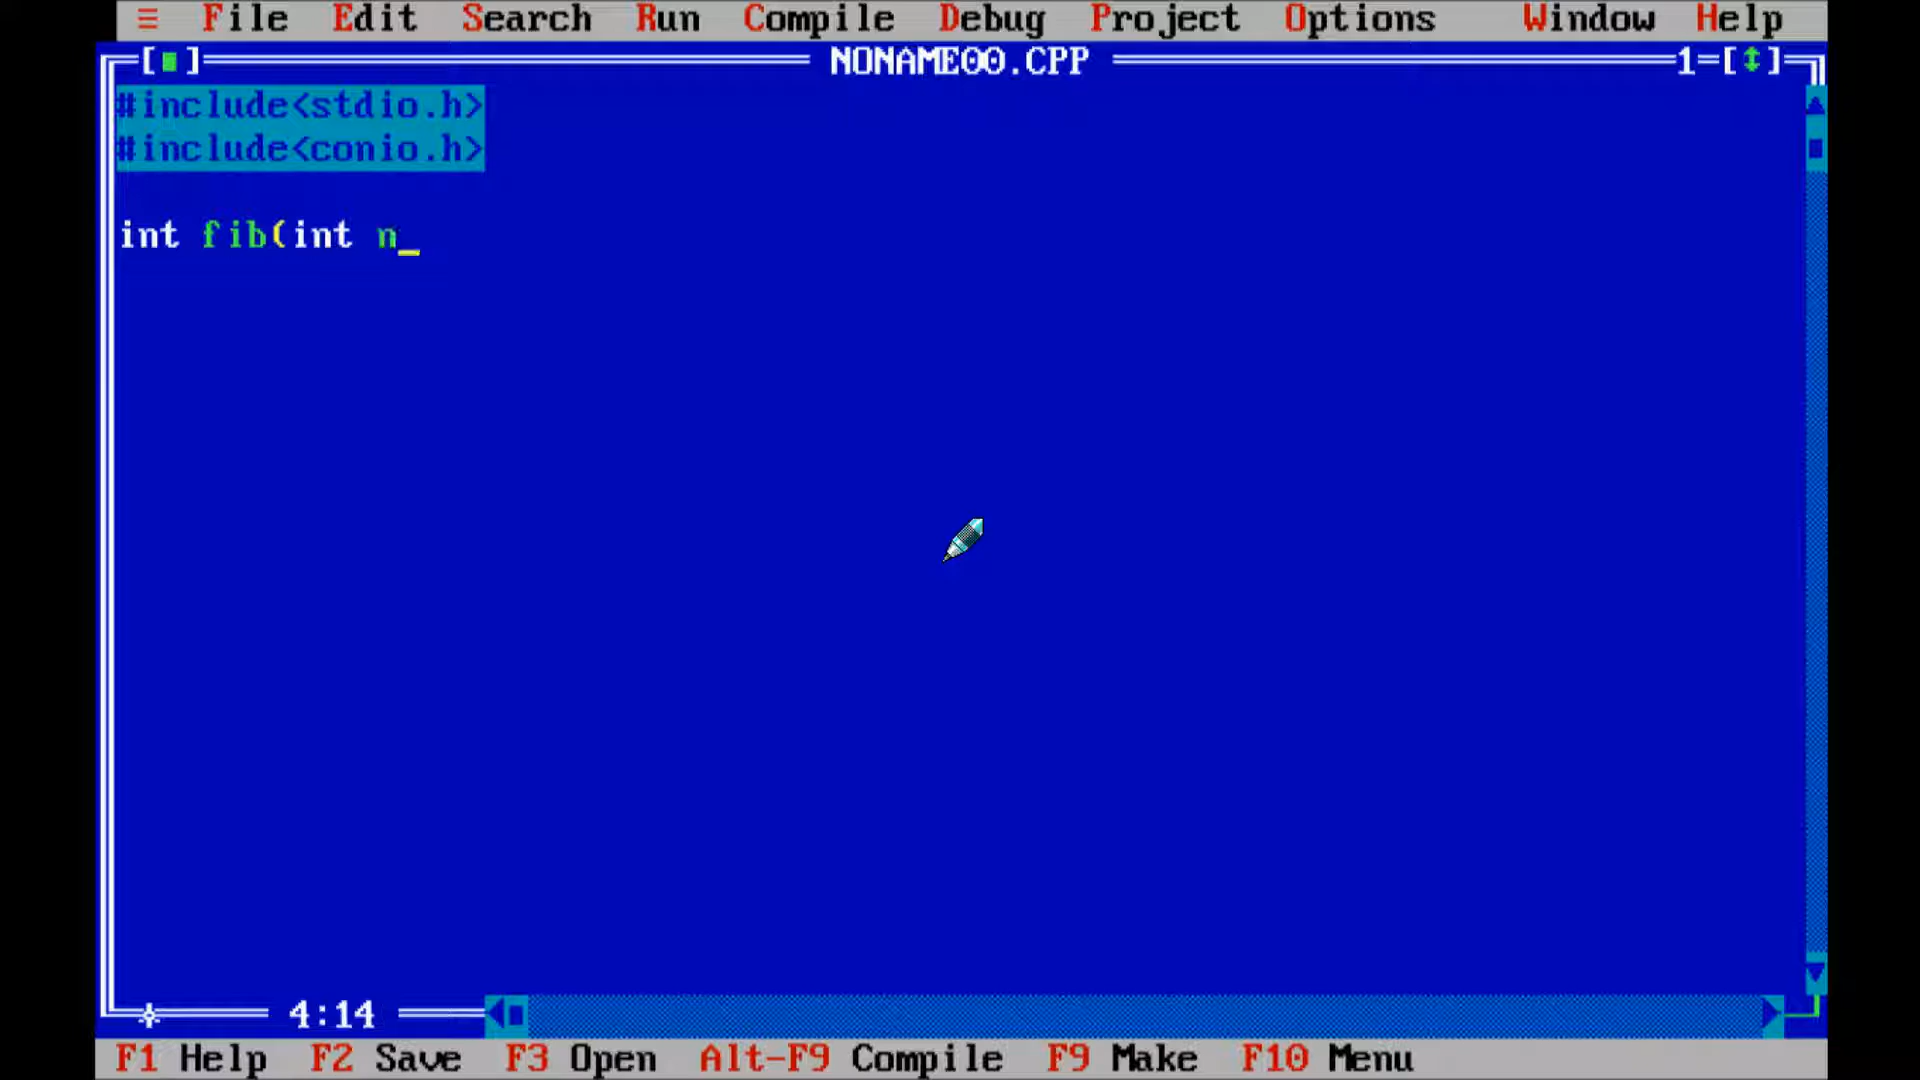 ≡ File Edit Search Run Compile Debug Project Options Window Help
[■] NONAME00.CPP 1=[↕]
#include<stdio.h>
#include<conio.h>
int fib(int n_
4:14
F1 Help F2 Save F3 Open Alt-F9 Compile F9 Make F10 Menu